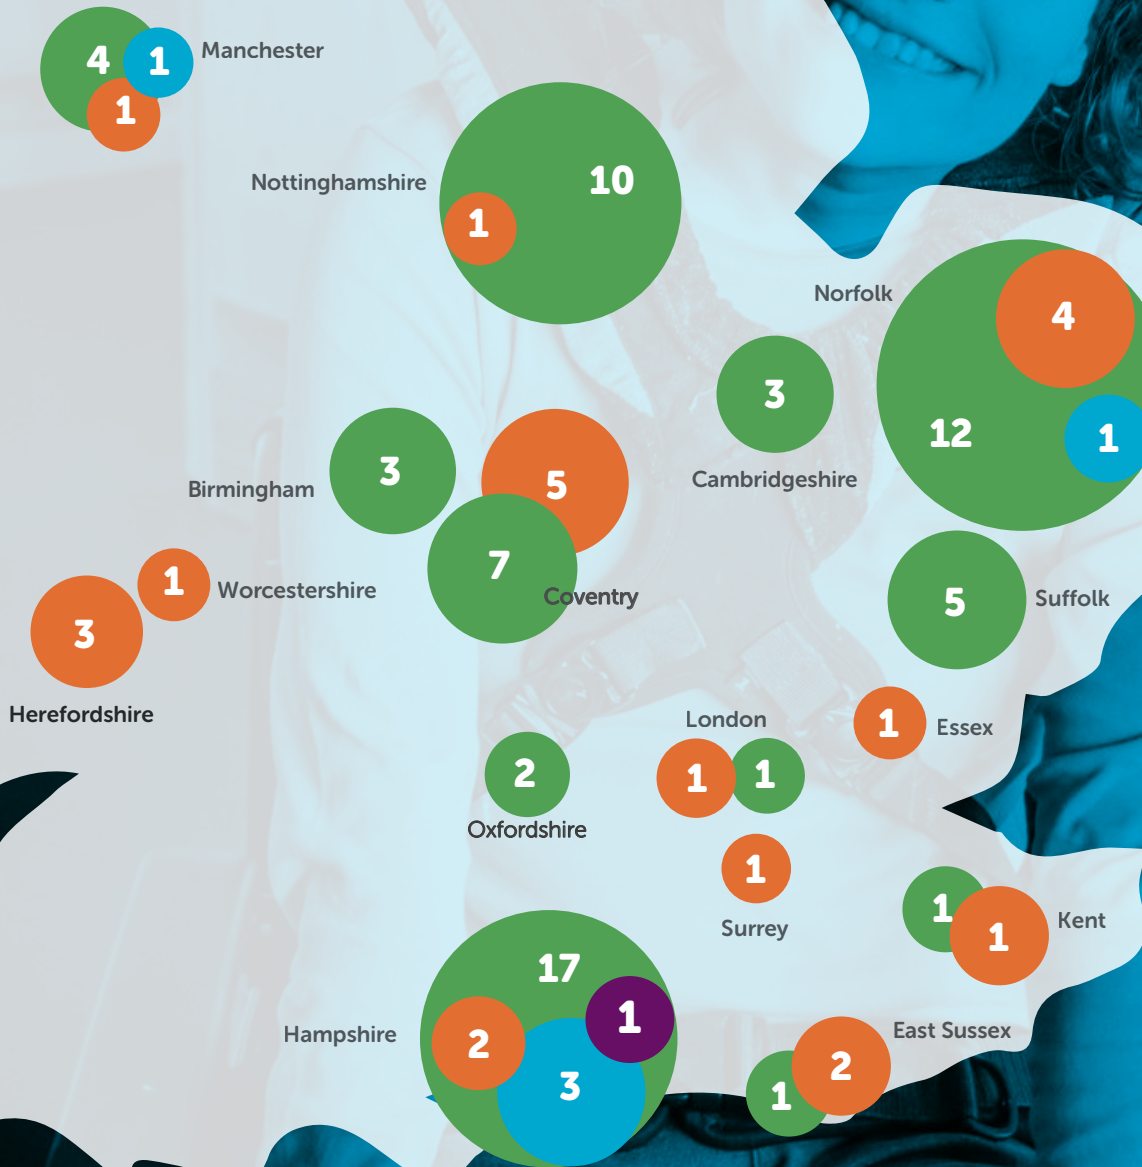 4
1
Manchester
1
Nottinghamshire
10
1
Norfolk
4
12
1
3
Cambridgeshire
Birmingham
3
5
7
Coventry
1
Worcestershire
3
Herefordshire
5
Suffolk
1
Essex
London
1
1
2
Oxfordshire
1
Surrey
1
1
Kent
17
1
Hampshire
2
3
East Sussex
2
1